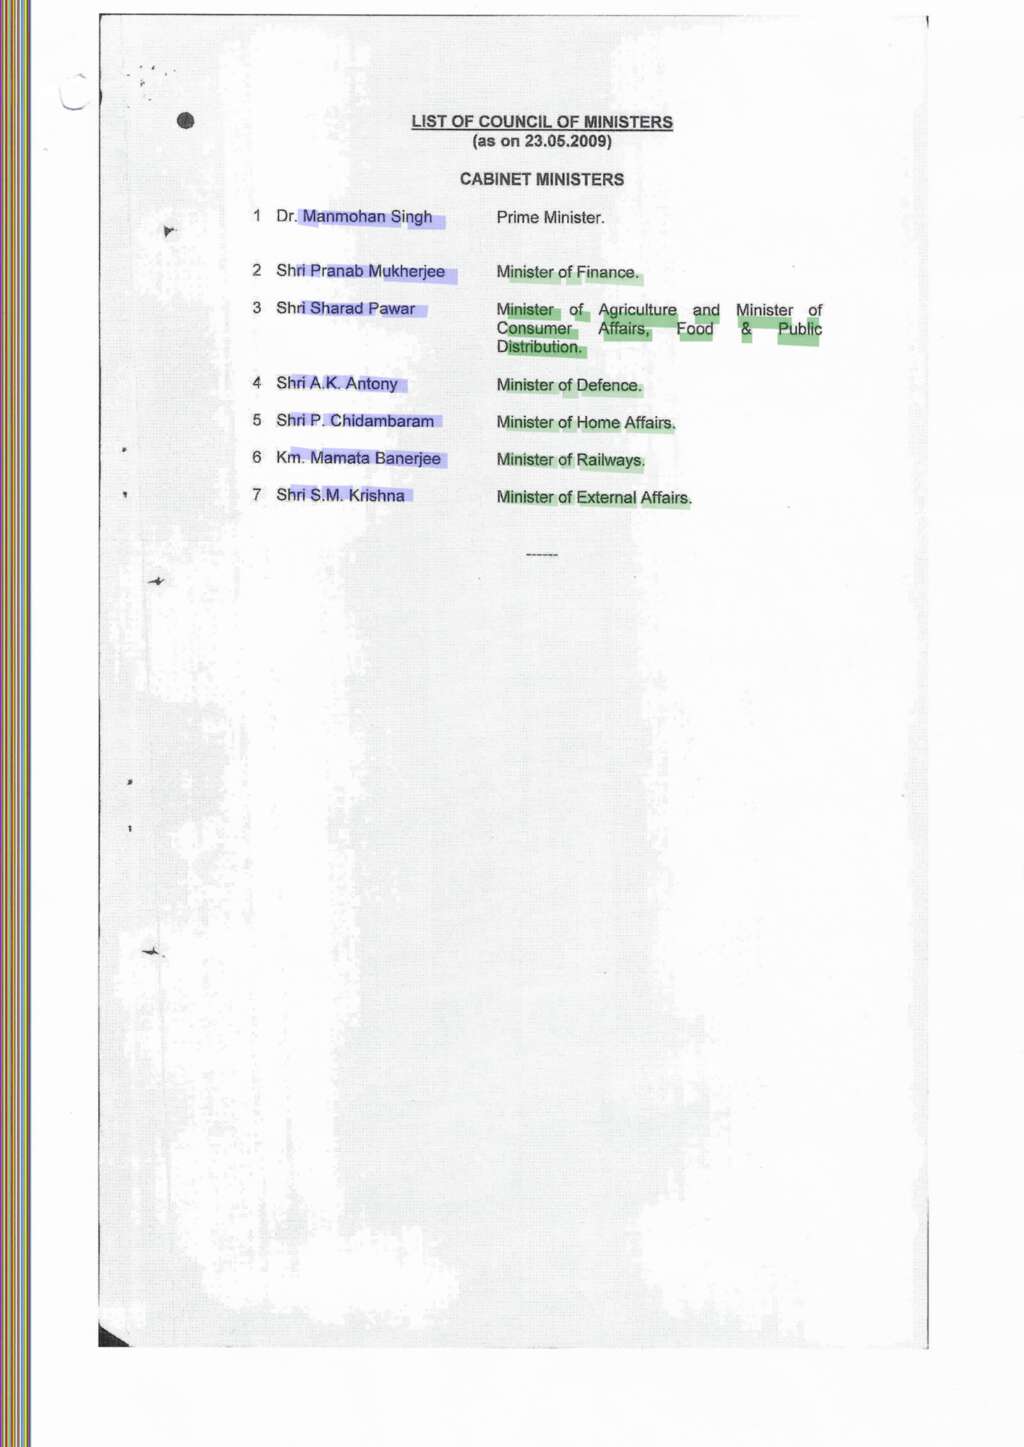 LIST OF COUNCIL OF MINISTERS
(as on 23.05.2009)
CABINET MINISTERS
1 Dr. Manmohan Singh Prime Minister.
2 Shri Pranab Mukherjee Minister of Finance.
3 Shri Sharad Pawar Minister of Agriculture and Minister of
Consumer Affairs, Food & Public
Distribution.
4 Shri A.K. Antony Minister of Defence.
5 Shri P. Chidambaram Minister of Home Affairs.
6 Km. Mamata Banerjee Minister of Railways.
7 Shri S.M. Krishna Minister of External Affairs.
------